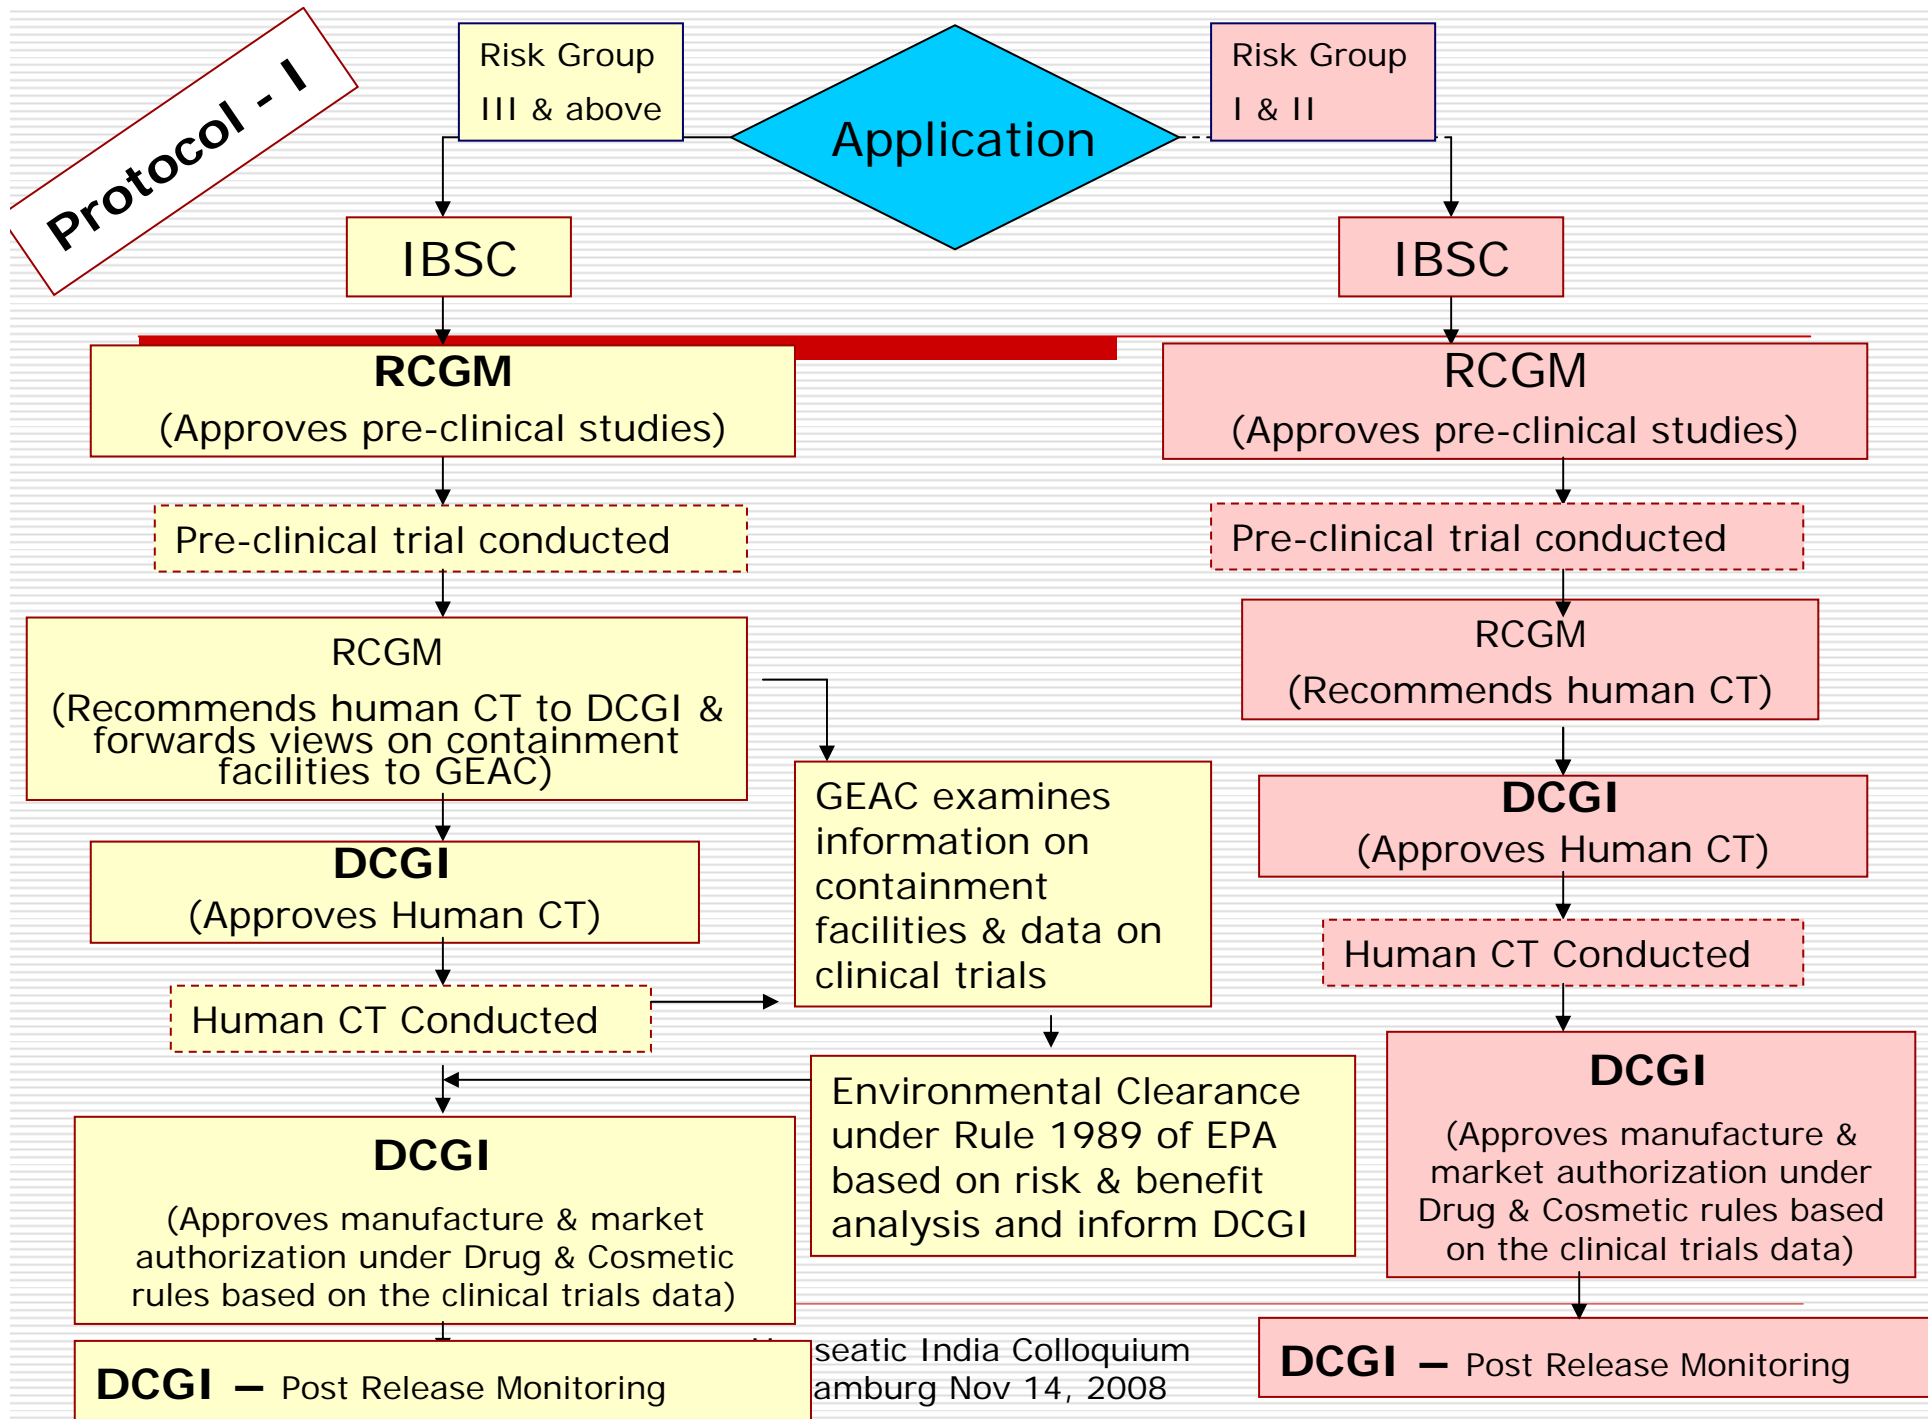 Protocol - I
Risk Group
III & above
Application
Risk Group
I & II
IBSC
RCGM
(Approves pre-clinical studies)
Pre-clinical trial conducted
RCGM
(Recommends human CT to DCGI &
forwards views on containment
facilities to GEAC)
DCGI
(Approves Human CT)
Human CT Conducted
GEAC examines
information on
containment
facilities & data on
clinical trials
Environmental Clearance
under Rule 1989 of EPA
based on risk & benefit
analysis and inform DCGI
DCGI
(Approves manufacture & market
authorization under Drug & Cosmetic
rules based on the clinical trials data)
DCGI – Post Release Monitoring
IBSC
RCGM
(Approves pre-clinical studies)
Pre-clinical trial conducted
RCGM
(Recommends human CT)
DCGI
(Approves Human CT)
Human CT Conducted
DCGI
(Approves manufacture &
market authorization under
Drug & Cosmetic rules based
on the clinical trials data)
DCGI – Post Release Monitoring
seatic India Colloquium
amburg Nov 14, 2008